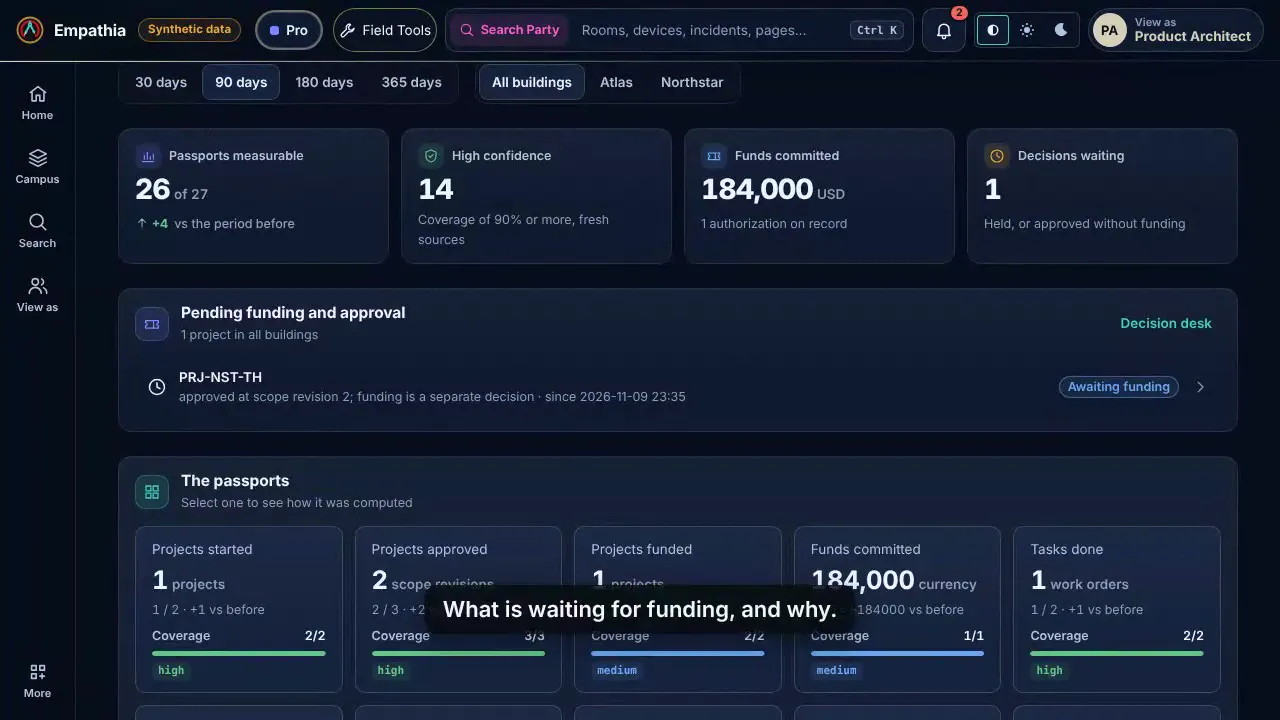 Empathia
Synthetic data
Pro
Field Tools
Search Party
Rooms, devices, incidents, pages...
Ctrl K
2
PA
View as
Product Architect
Home
Campus
Search
View as
More
30 days
90 days
180 days
365 days
All buildings
Atlas
Northstar
Passports measurable
26 of 27
↑ +4 vs the period before
High confidence
14
Coverage of 90% or more, fresh
sources
Funds committed
184,000 USD
1 authorization on record
Decisions waiting
1
Held, or approved without funding
Pending funding and approval
1 project in all buildings
Decision desk
PRJ-NST-TH
approved at scope revision 2; funding is a separate decision · since 2026-11-09 23:35
Awaiting funding
The passports
Select one to see how it was computed
Projects started
1 projects
1 / 2 · +1 vs before
Coverage 2/2
high
Projects approved
2 scope revisions
2 / 3 · +2
Coverage 3/3
high
Projects funded
1 projects
Coverage 2/2
medium
Funds committed
184,000 currency
184000 vs before
Coverage 1/1
medium
Tasks done
1 work orders
1 / 2 · +1 vs before
Coverage 2/2
high
What is waiting for funding, and why.